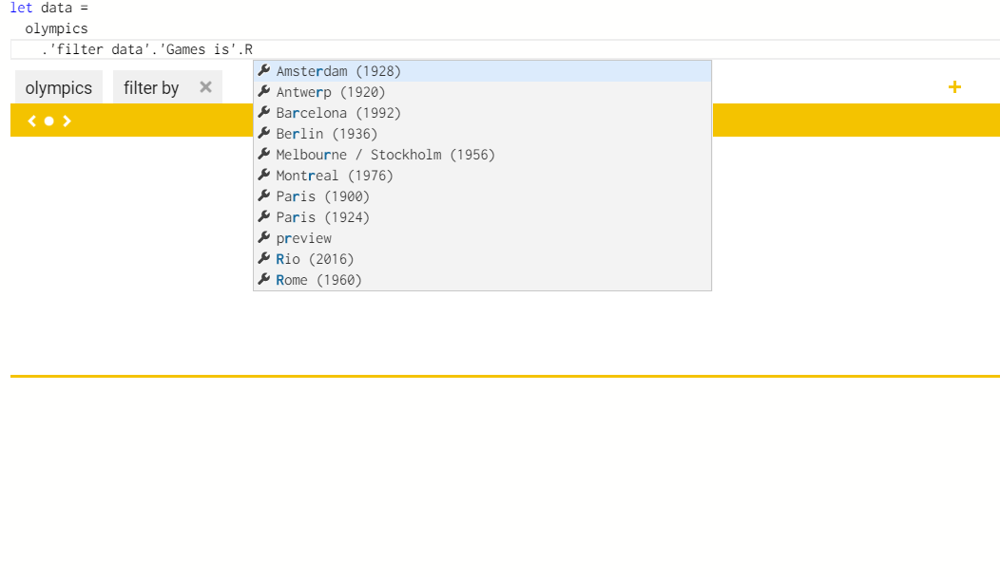 let data =
olympics
.'filter data'.'Games is'.R
Amsterdam (1928)
Antwerp (1920)
Barcelona (1992)
Berlin (1936)
Melbourne / Stockholm (1956)
Montreal (1976)
Paris (1900)
Paris (1924)
preview
Rio (2016)
Rome (1960)
olympics
filter by